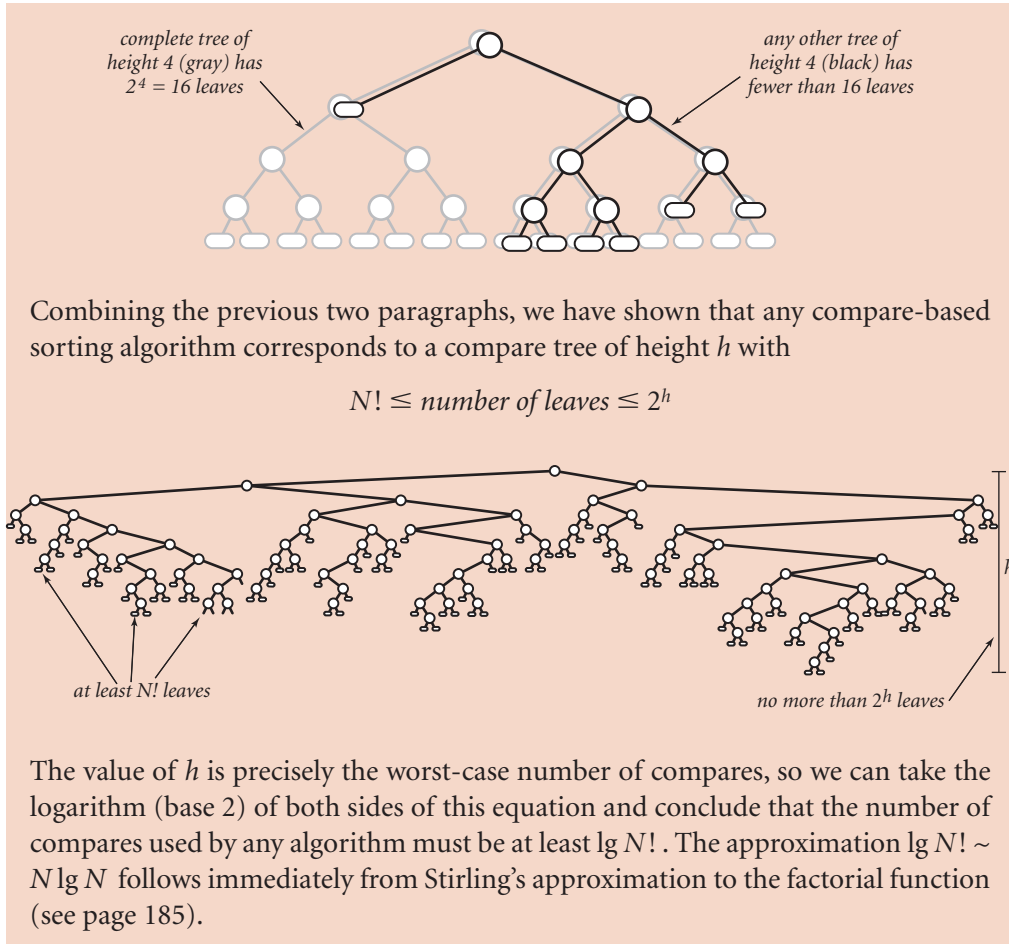 complete tree of
height 4 (gray) has
2⁴ = 16 leaves
any other tree of
height 4 (black) has
fewer than 16 leaves
Combining the previous two paragraphs, we have shown that any compare-based
sorting algorithm corresponds to a compare tree of height h with
N! ≤ number of leaves ≤ 2ʰ
h
at least N! leaves
no more than 2ʰ leaves
The value of h is precisely the worst-case number of compares, so we can take the
logarithm (base 2) of both sides of this equation and conclude that the number of
compares used by any algorithm must be at least lg N! . The approximation lg N! ~
N lg N follows immediately from Stirling’s approximation to the factorial function
(see page 185).